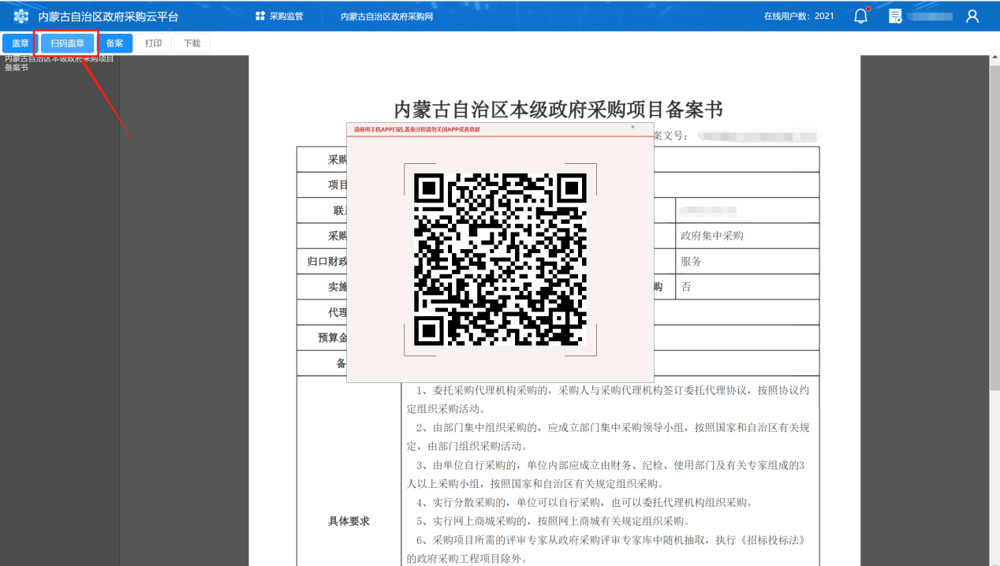 内蒙古自治区政府采购云平台
采购监管
内蒙古自治区政府采购网
在线用户数：2021
盖章
扫码盖章
备案
打印
下载
内蒙古自治区本级政府采购项目
备案书
内蒙古自治区本级政府采购项目备案书
案文号：
请使用手机APP扫码,盖章过程请勿关闭APP或者息屏
×
采购
项目
联系
采购
政府集中采购
归口财政
服务
实施
购
否
代理
预算金
备
具体要求
1、委托采购代理机构采购的，采购人与采购代理机构签订委托代理协议，按照协议约
定组织采购活动。
2、由部门集中组织采购的，应成立部门集中采购领导小组，按照国家和自治区有关规
定，由部门组织采购活动。
3、由单位自行采购的，单位内部应成立由财务、纪检、使用部门及有关专家组成的3
人以上采购小组，按照国家和自治区有关规定组织采购。
4、实行分散采购的，单位可以自行采购，也可以委托代理机构组织采购。
5、实行网上商城采购的，按照网上商城有关规定组织采购。
6、采购项目所需的评审专家从政府采购评审专家库中随机抽取，执行《招标投标法》
的政府采购工程项目除外。